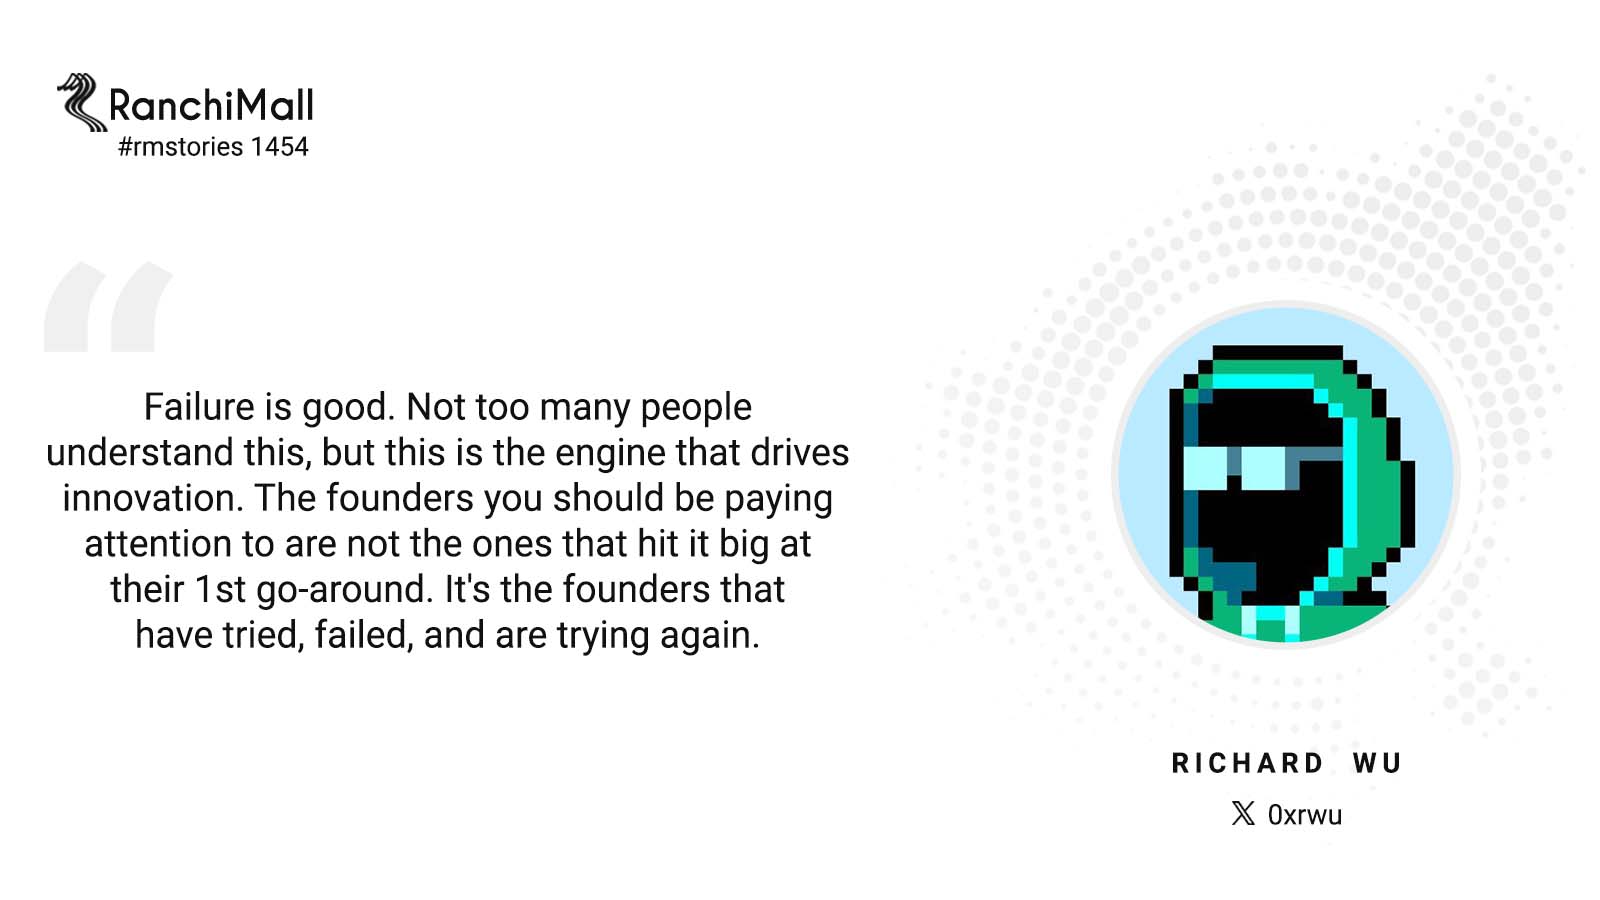 RanchiMall
#rmstories 1454
“
Failure is good. Not too many people
understand this, but this is the engine that drives
innovation. The founders you should be paying
attention to are not the ones that hit it big at
their 1st go-around. It's the founders that
have tried, failed, and are trying again.
RICHARD WU
𝕏 0xrwu